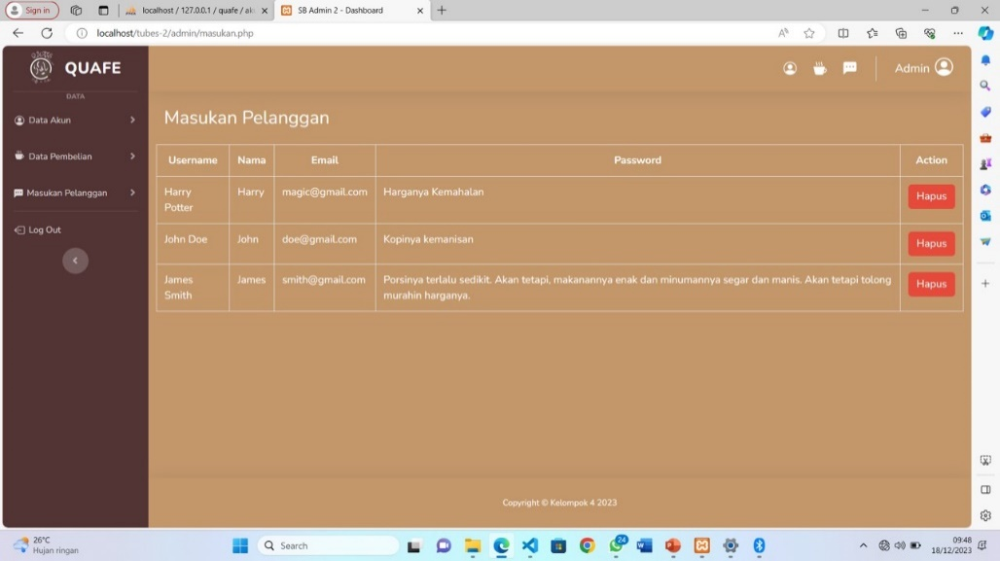 Sign in
localhost / 127.0.0.1 / quafe / ak
SB Admin 2 - Dashboard
localhost/tubes-2/admin/masukan.php
QUAFE
Admin
DATA
Data Akun
Data Pembelian
Masukan Pelanggan
Log Out
Masukan Pelanggan
Username Nama Email Password Action
Harry Potter Harry magic@gmail.com Harganya Kemahalan Hapus
John Doe John doe@gmail.com Kopinya kemanisan Hapus
James Smith James smith@gmail.com Porsinya terlalu sedikit. Akan tetapi, makanannya enak dan minumannya segar dan manis. Akan tetapi tolong
murahin harganya. Hapus
Copyright © Kelompok 4 2023
26°C
Hujan ringan
Search
24
09:48
18/12/2023